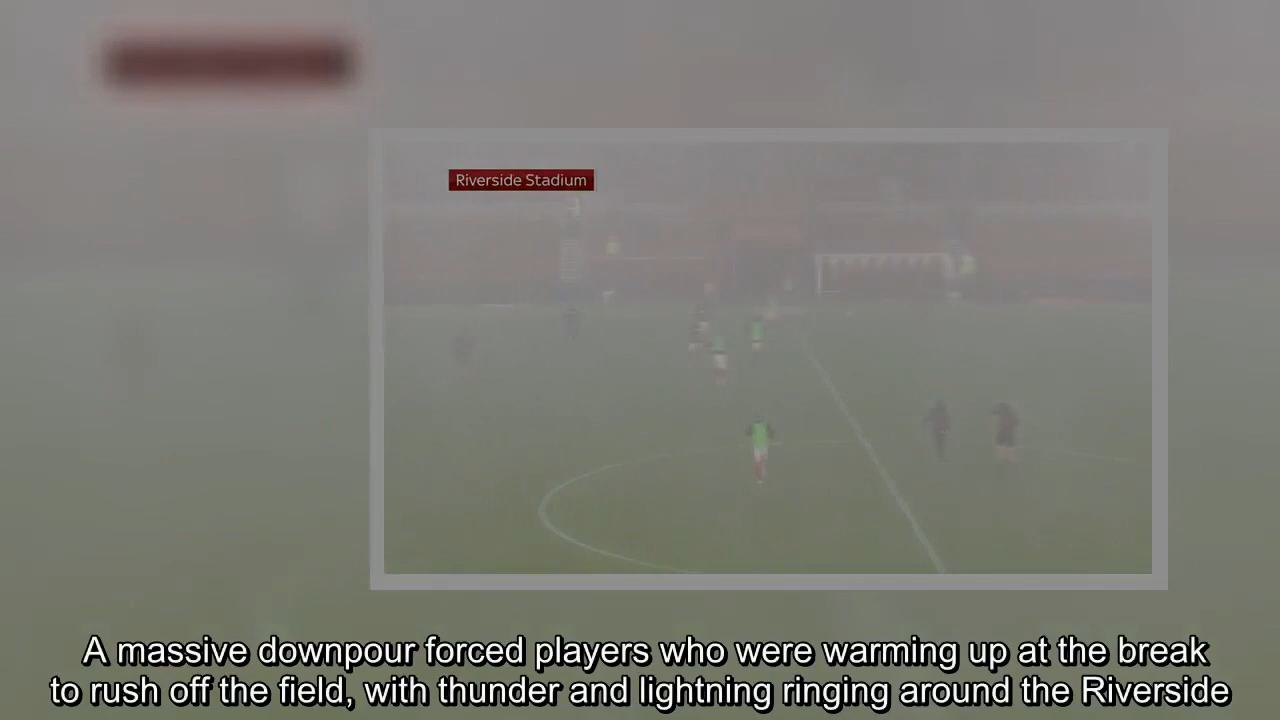 Riverside Stadium
A massive downpour forced players who were warming up at the break
to rush off the field, with thunder and lightning ringing around the Riverside